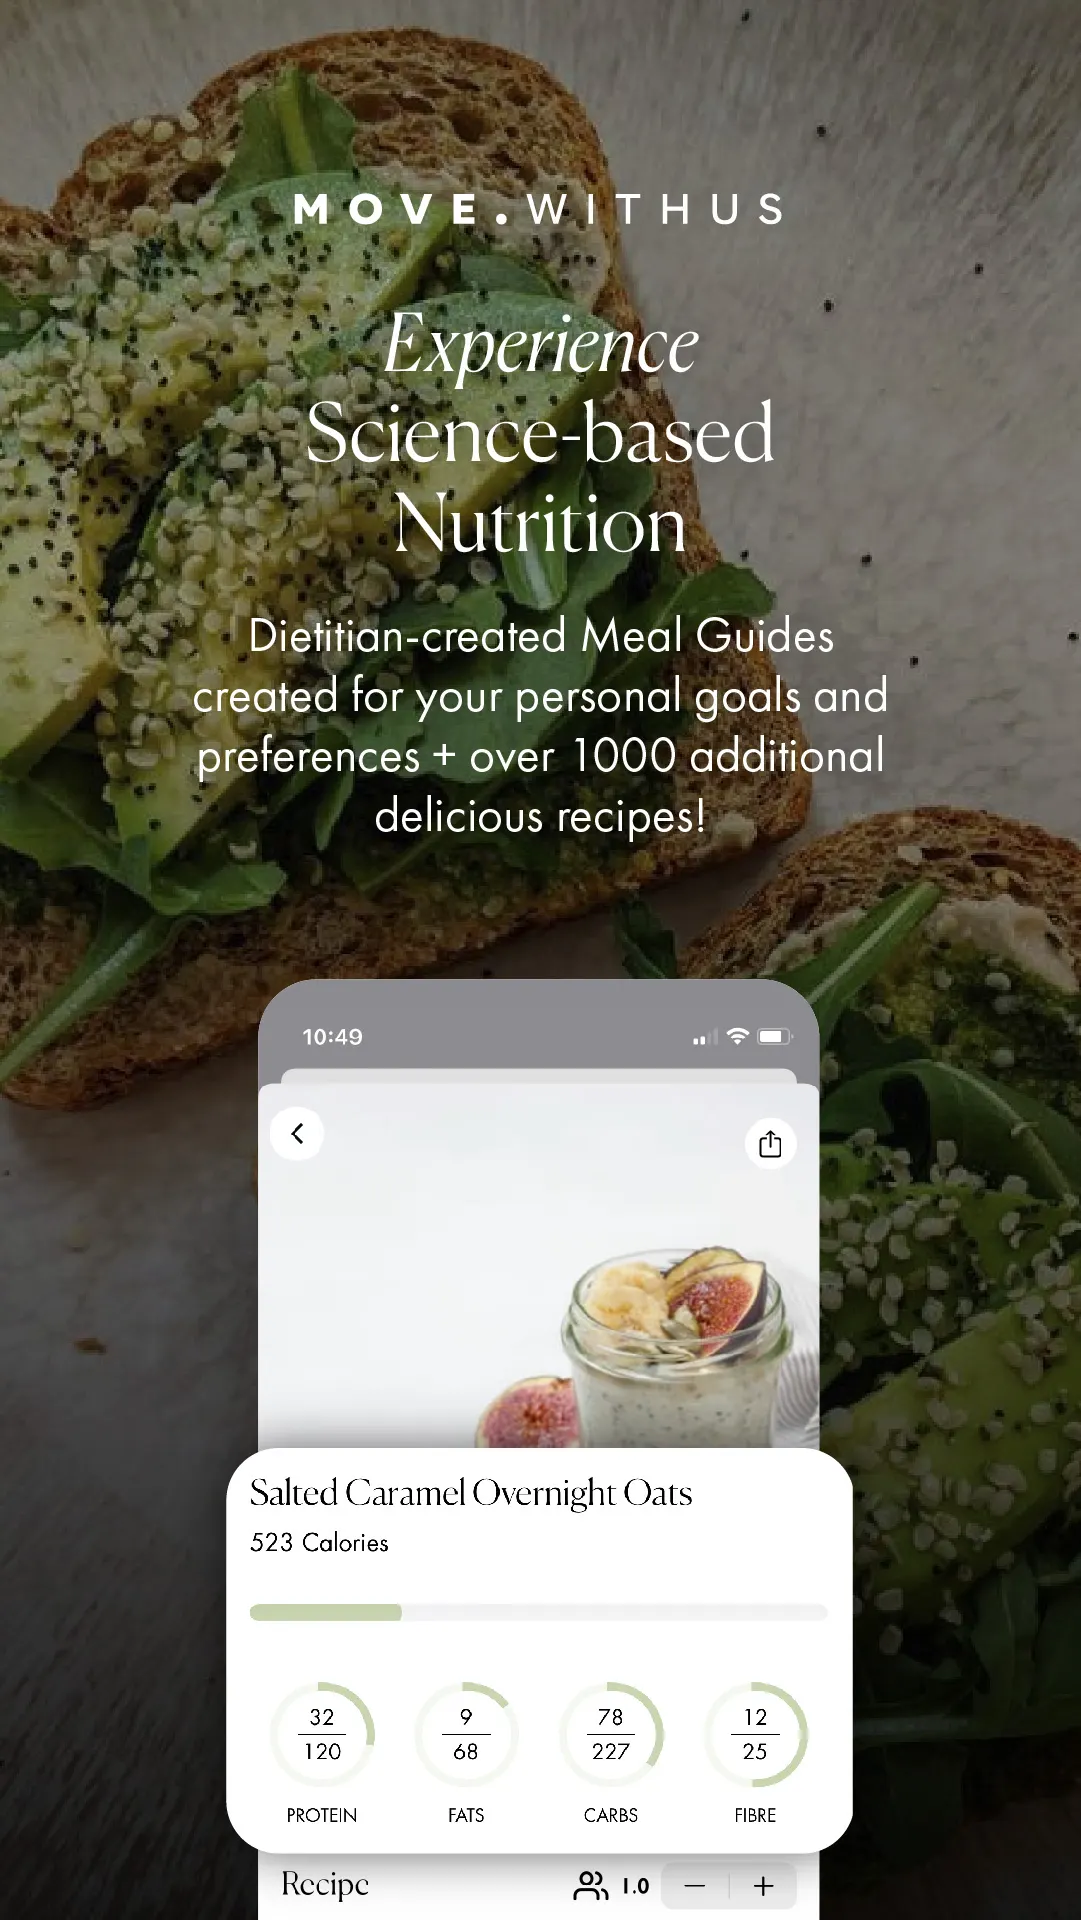 MOVE.WITHUS
Experience
Science-based
Nutrition
Dietitian-created Meal Guides
created for your personal goals and
preferences + over 1000 additional
delicious recipes!
10:49
Salted Caramel Overnight Oats
523 Calories
32 9 78 12
120 68 227 25
PROTEIN FATS CARBS FIBRE
Recipe 1.0 − +